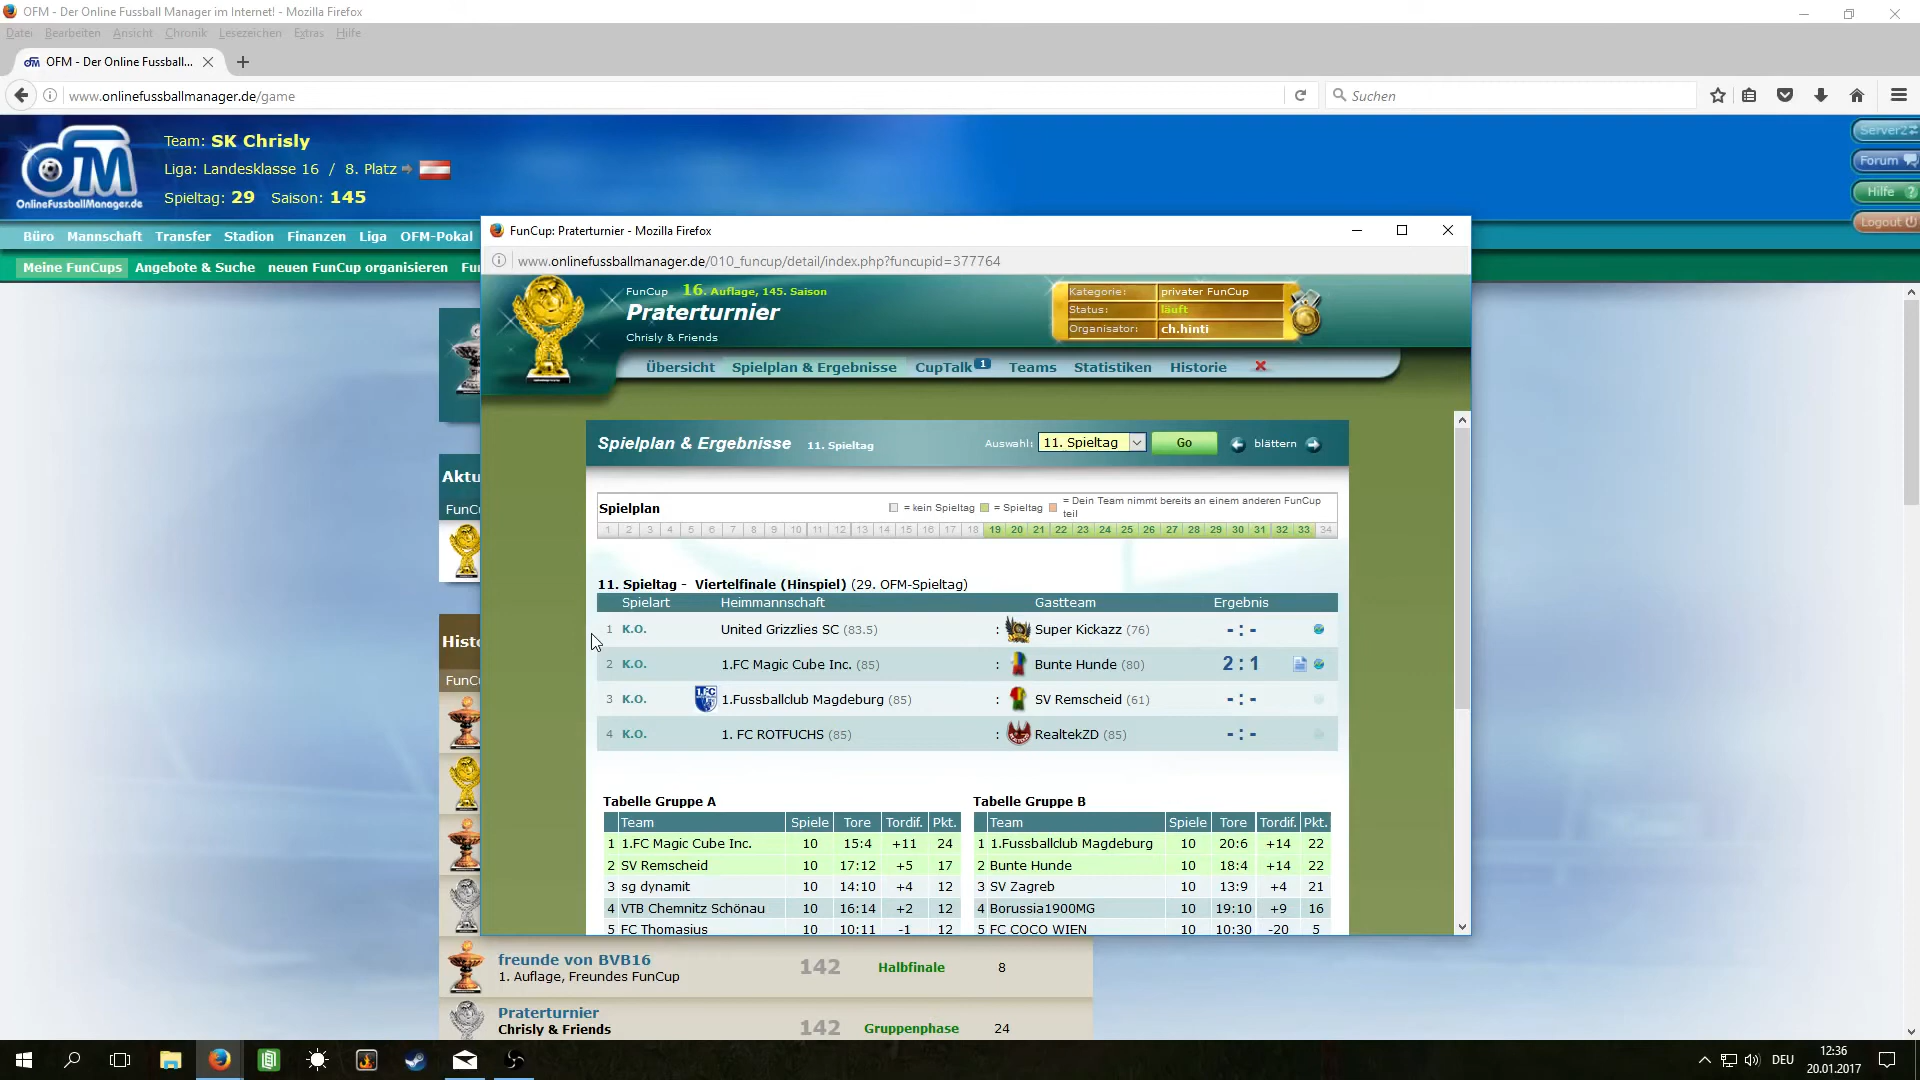 OFM - Der Online Fussball Manager im Internet! - Mozilla Firefox
Datei Bearbeiten Ansicht Chronik Lesezeichen Extras Hilfe
OFM - Der Online Fussball...
www.onlinefussballmanager.de/game
Suchen
Team: SK Chrisly
Liga: Landesklasse 16 / 8. Platz
Spieltag: 29 Saison: 145
OFM
OnlineFussballManager.de
Server2
Forum
Hilfe
Logout
Büro Mannschaft Transfer Stadion Finanzen Liga OFM-Pokal
Meine FunCups Angebote & Suche neuen FunCup organisieren Fu
FunCup: Praterturnier - Mozilla Firefox
www.onlinefussballmanager.de/010_funcup/detail/index.php?funcupid=377764
FunCup 16. Auflage, 145. Saison
Praterturnier
Chrisly & Friends
Kategorie: privater FunCup
Status: läuft
Organisator: ch.hinti
Übersicht Spielplan & Ergebnisse CupTalk 1 Teams Statistiken Historie
Spielplan & Ergebnisse 11. Spieltag Auswahl: 11. Spieltag Go blättern
Spielplan = kein Spieltag = Spieltag = Dein Team nimmt bereits an einem anderen FunCup
teil
1 2 3 4 5 6 7 8 9 10 11 12 13 14 15 16 17 18 19 20 21 22 23 24 25 26 27 28 29 30 31 32 33 34
11. Spieltag - Viertelfinale (Hinspiel) (29. OFM-Spieltag)
Spielart Heimmannschaft Gastteam Ergebnis
1 K.O. United Grizzlies SC (83.5) : Super Kickazz (76) - : -
2 K.O. 1.FC Magic Cube Inc. (85) : Bunte Hunde (80) 2 : 1
3 K.O. 1.Fussballclub Magdeburg (85) : SV Remscheid (61) - : -
4 K.O. 1. FC ROTFUCHS (85) : RealtekZD (85) - : -
Tabelle Gruppe A
Team Spiele Tore Tordif. Pkt.
1 1.FC Magic Cube Inc. 10 15:4 +11 24
2 SV Remscheid 10 17:12 +5 17
3 sg dynamit 10 14:10 +4 12
4 VTB Chemnitz Schönau 10 16:14 +2 12
5 FC Thomasius 10 10:11 -1 12
Tabelle Gruppe B
Team Spiele Tore Tordif. Pkt.
1 1.Fussballclub Magdeburg 10 20:6 +14 22
2 Bunte Hunde 10 18:4 +14 22
3 SV Zagreb 10 13:9 +4 21
4 Borussia1900MG 10 19:10 +9 16
5 FC COCO WIEN 10 10:30 -20 5
Aktu
FunC
Histo
FunC
freunde von BVB16 142 Halbfinale 8
1. Auflage, Freundes FunCup
Praterturnier
Chrisly & Friends 142 Gruppenphase 24
DEU
12:36
20.01.2017